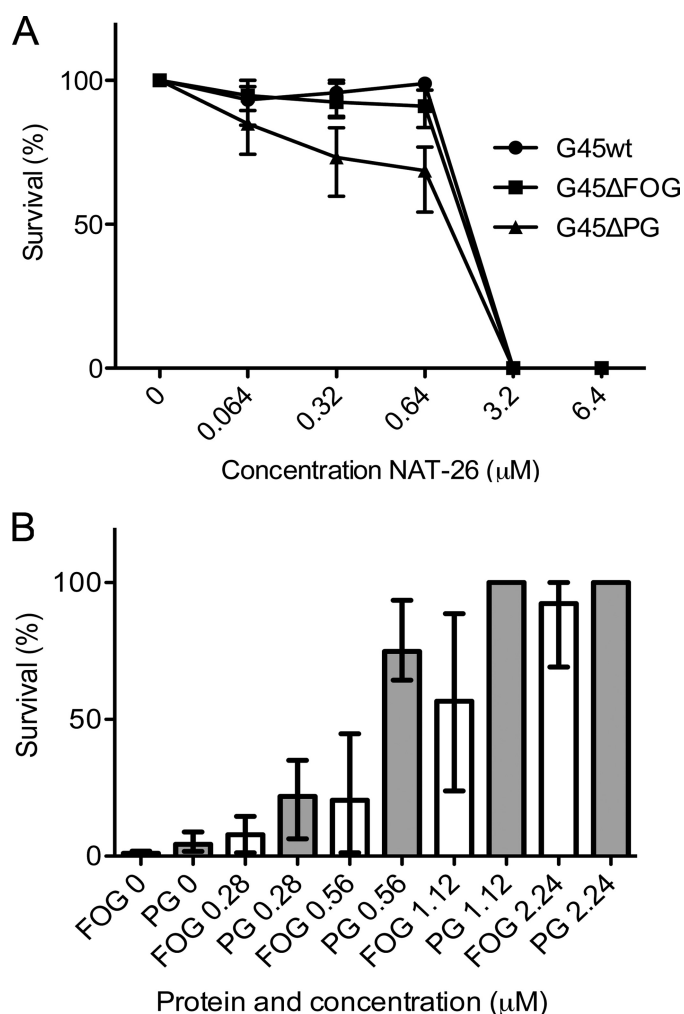 A
100
50
0
Survival (%)
G45wt
G45ΔFOG
G45ΔPG
0
0.064
0.32
0.64
3.2
6.4
Concentration NAT-26 (μM)
B
100
50
0
Survival (%)
FOG 0
PG 0
FOG 0.28
PG 0.28
FOG 0.56
PG 0.56
FOG 1.12
PG 1.12
FOG 2.24
PG 2.24
Protein and concentration (μM)